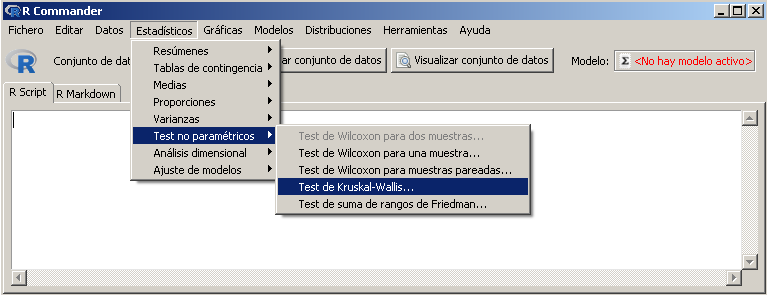 R Commander
Fichero Editar Datos Estadísticos Gráficas Modelos Distribuciones Herramientas Ayuda
R Conjunto de dat ar conjunto de datos Visualizar conjunto de datos Modelo: Σ <No hay modelo activo>
R Script R Markdown
Resúmenes
Tablas de contingencia
Medias
Proporciones
Varianzas
Test no paramétricos
Análisis dimensional
Ajuste de modelos
Test de Wilcoxon para dos muestras...
Test de Wilcoxon para una muestra...
Test de Wilcoxon para muestras pareadas...
Test de Kruskal-Wallis...
Test de suma de rangos de Friedman...